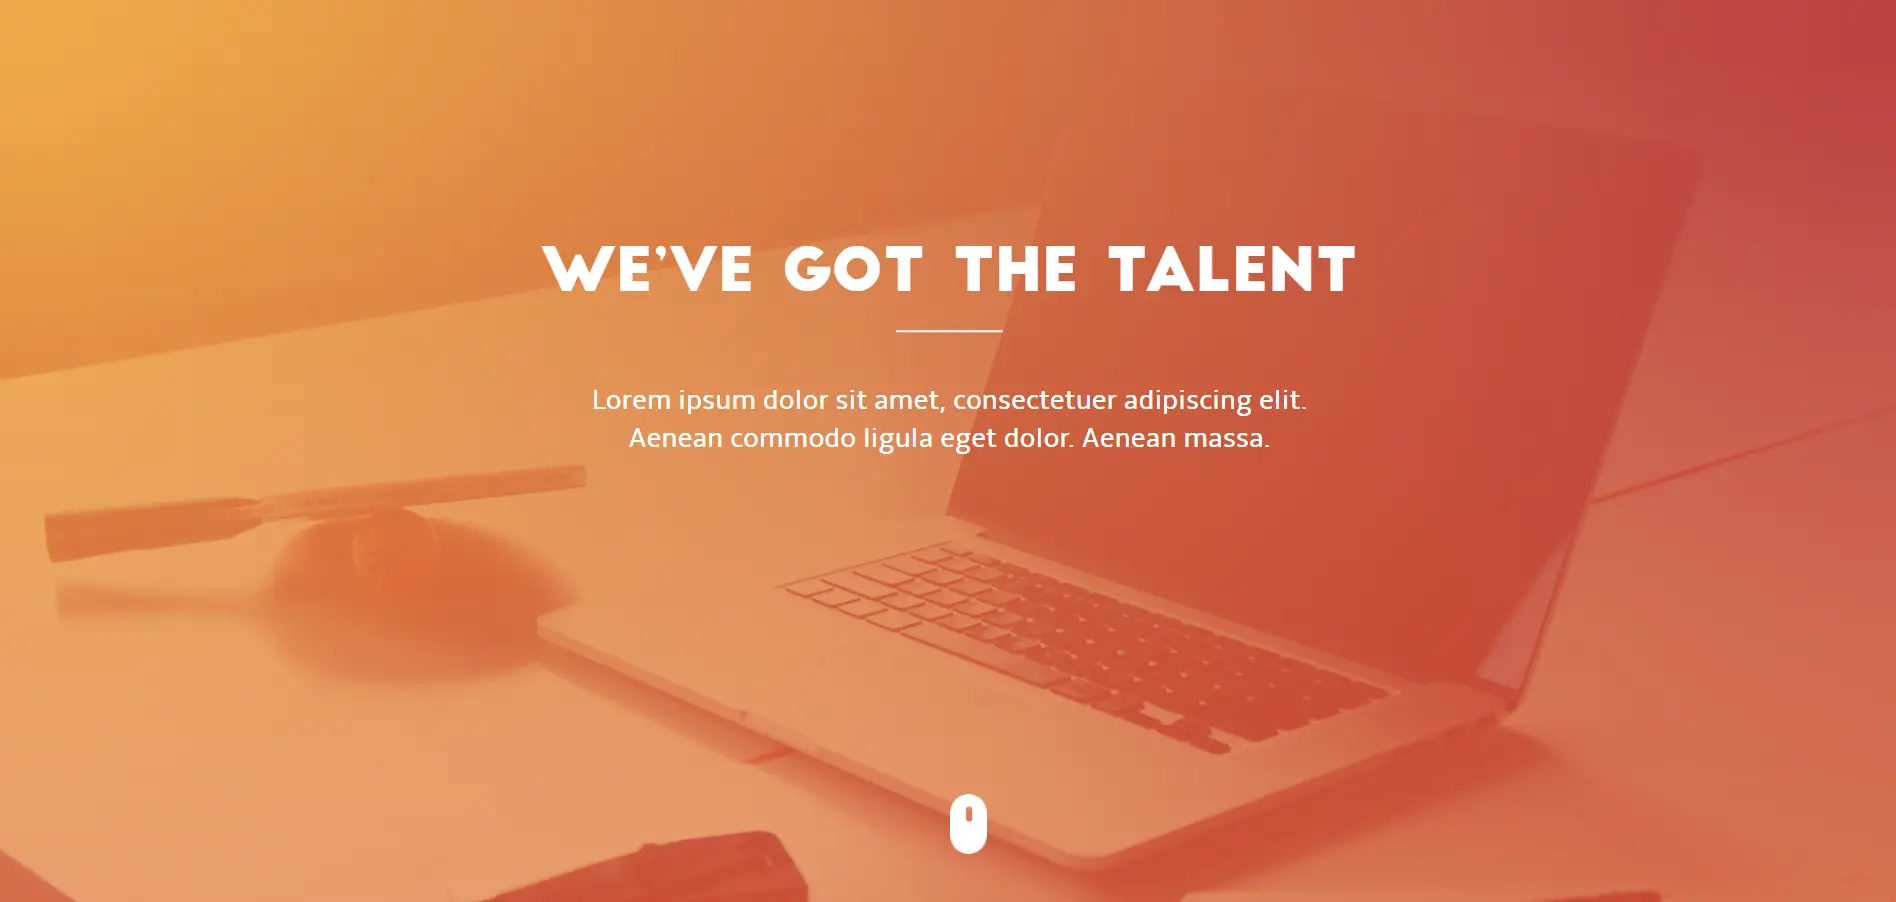 WE’VE GOT THE TALENT
Lorem ipsum dolor sit amet, consectetuer adipiscing elit.
Aenean commodo ligula eget dolor. Aenean massa.